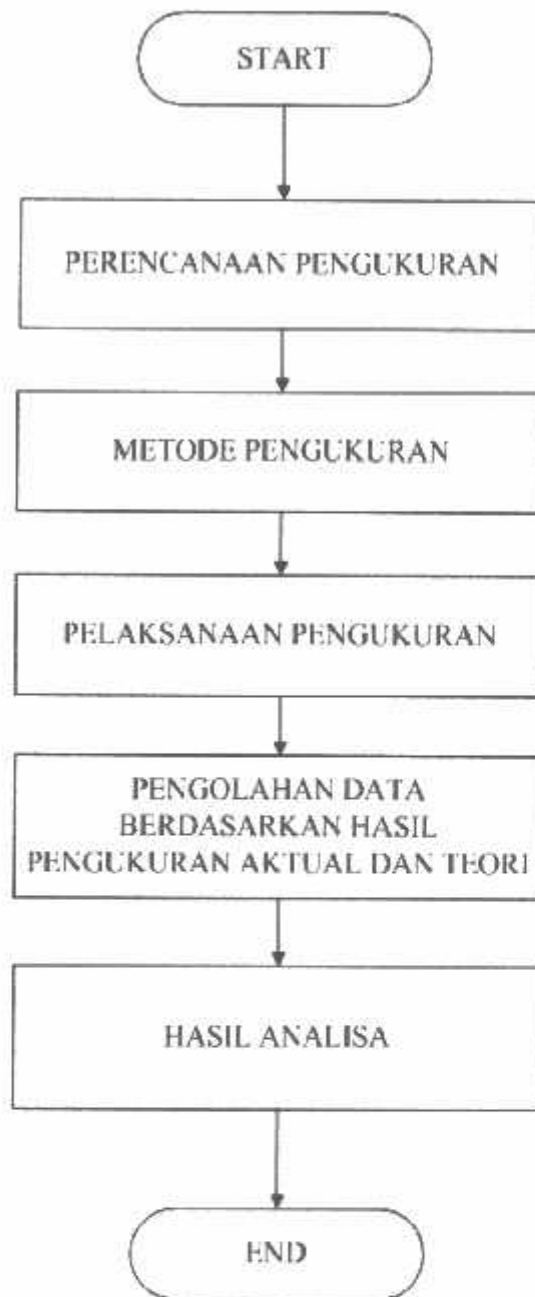 START
PERENCANAAN PENGUKURAN
METODE PENGUKURAN
PELAKSANAAN PENGUKURAN
PENGOLAHAN DATA
BERDASARKAN HASIL
PENGUKURAN AKTUAL DAN TEORI
HASIL ANALISA
END